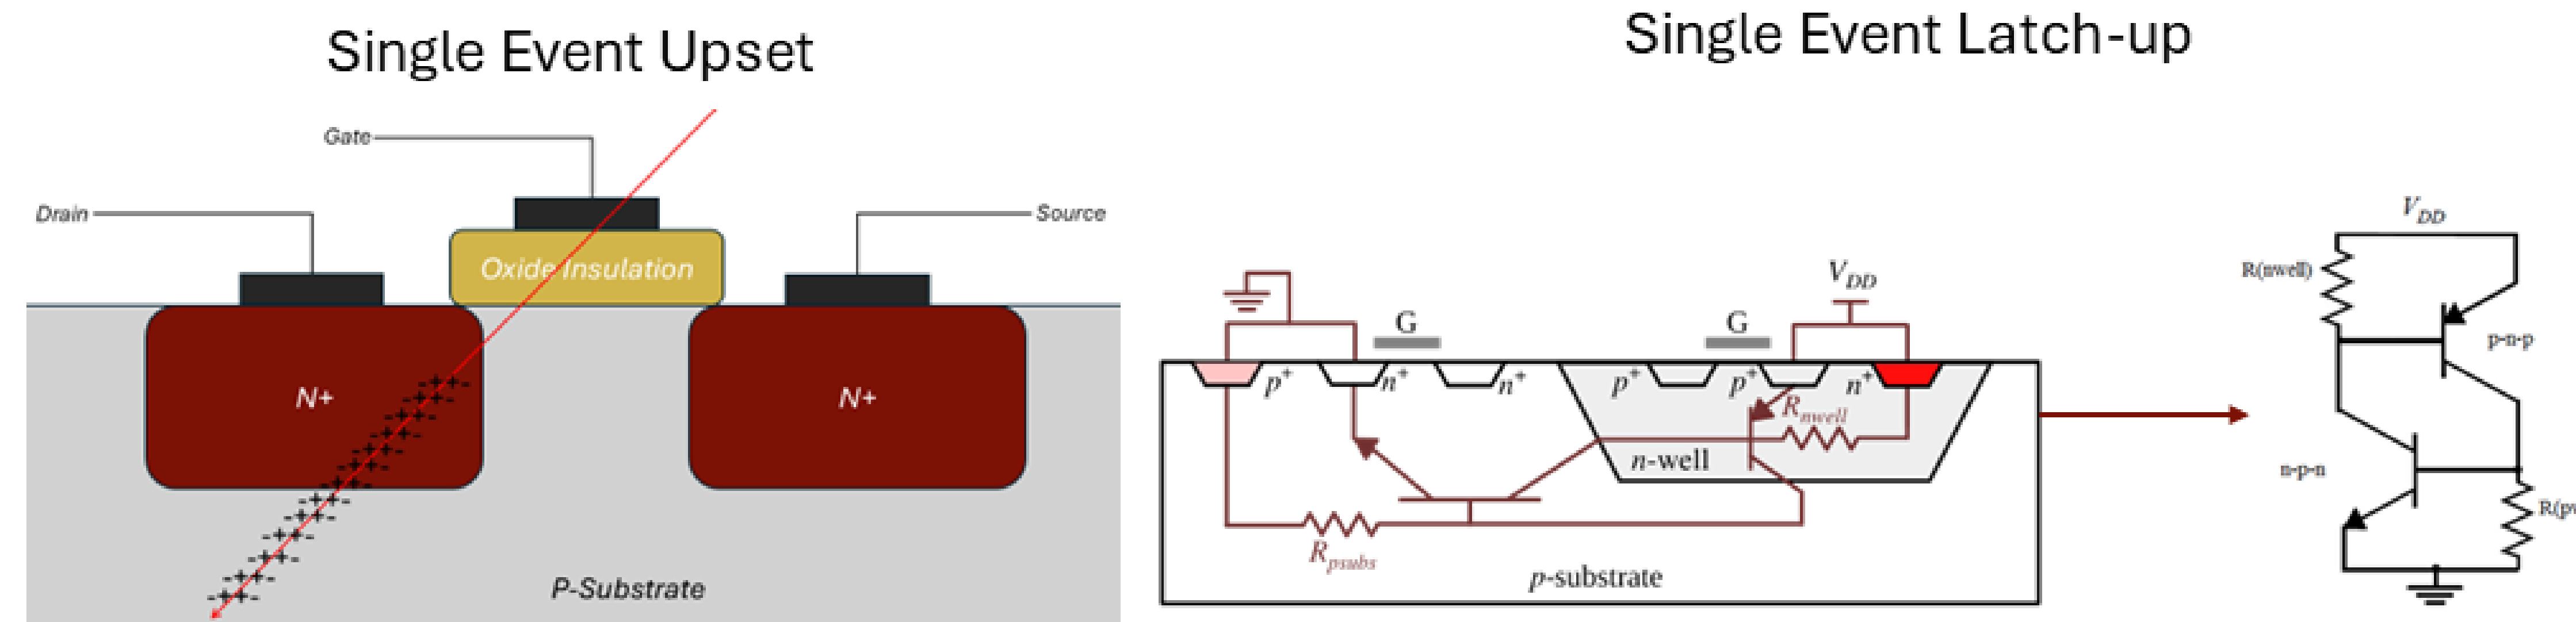 Single Event Upset
Gate
Drain
Source
Oxide Insulation
N+
N+
P-Substrate
Single Event Latch-up
V_DD
G
G
p+
n+
n+
p+
p+
n+
R_nwell
n-well
R_psubs
p-substrate
V_DD
R(nwell)
p-n-p
n-p-n